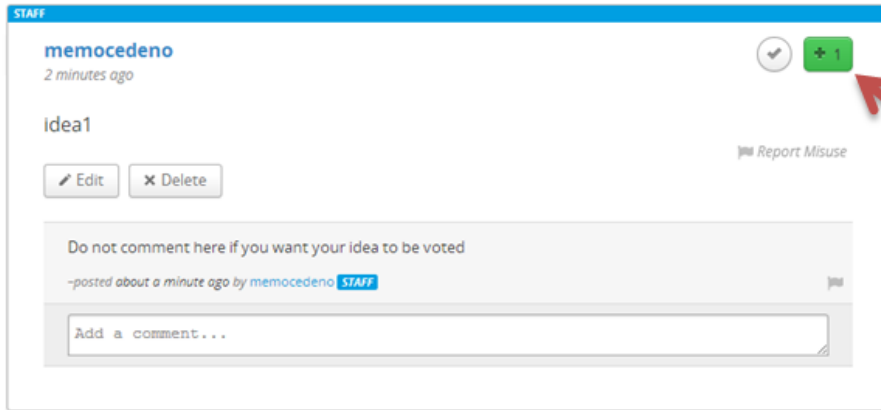 STAFF
memocedeno
+ 1
2 minutes ago
idea1
Report Misuse
Edit
Delete
Do not comment here if you want your idea to be voted
–posted about a minute ago by memocedeno STAFF
Add a comment...